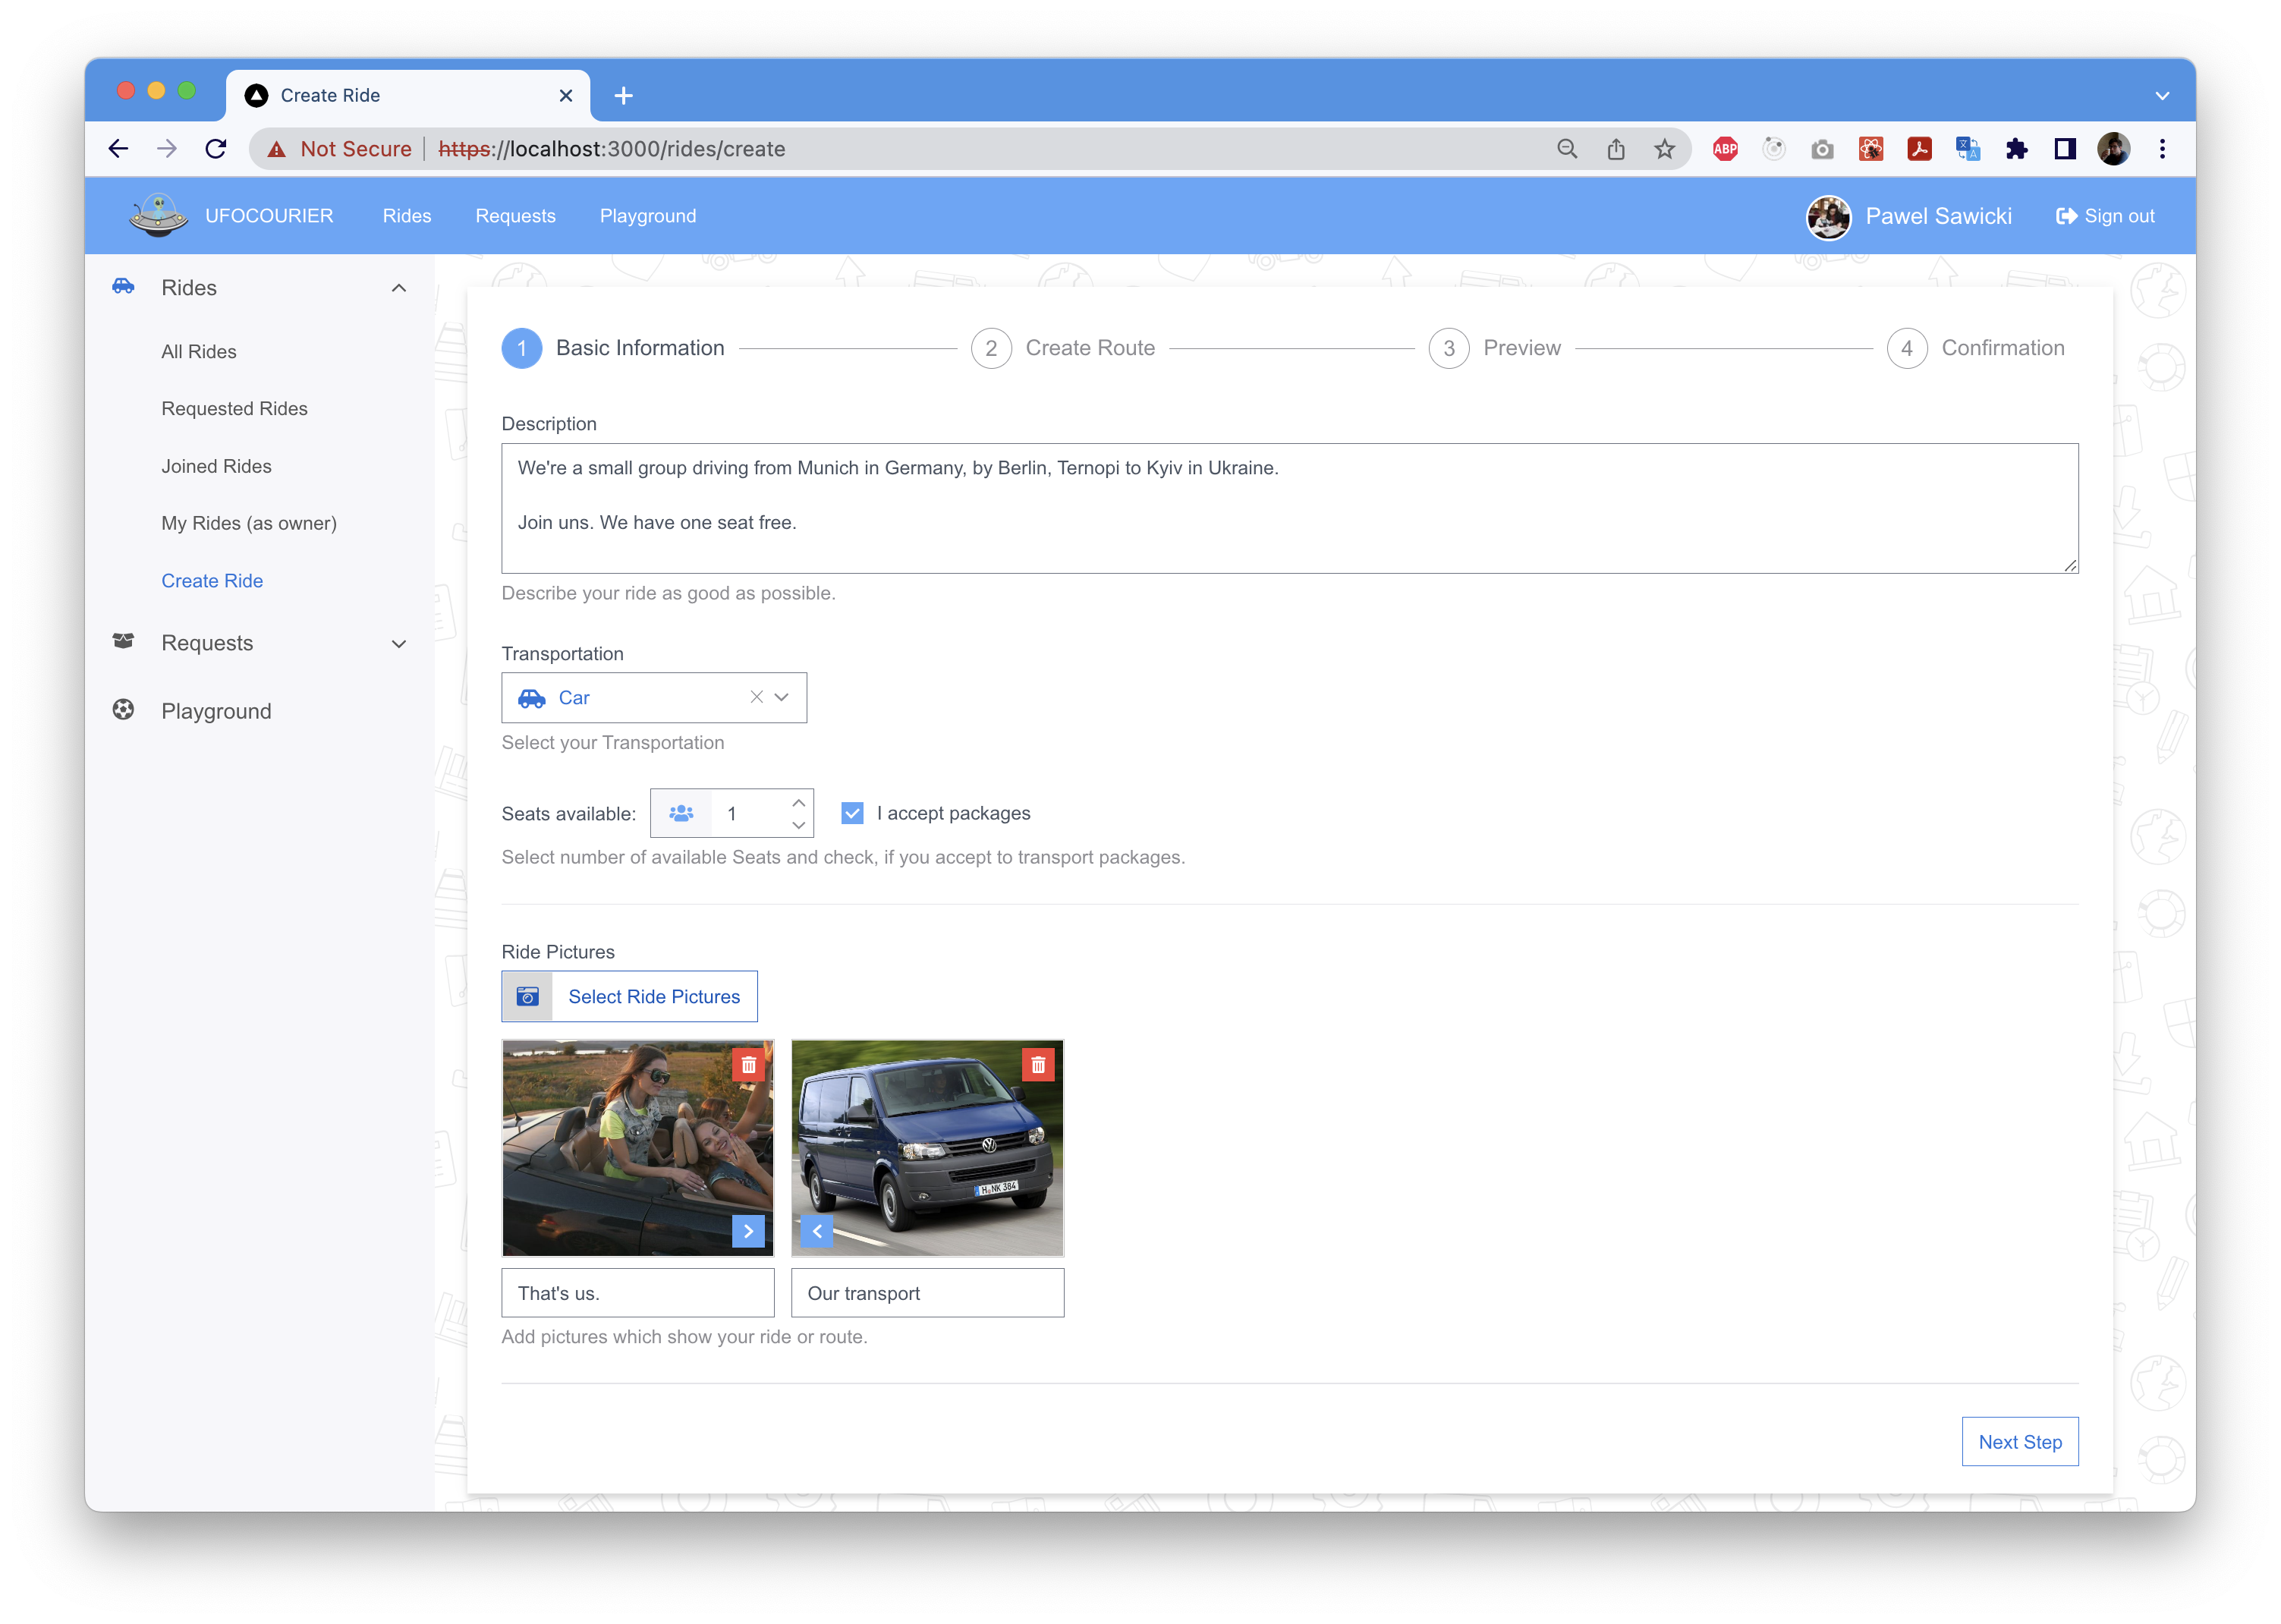 Create Ride
Not Secure
https://localhost:3000/rides/create
ABP
UFOCOURIER
Rides
Requests
Playground
Pawel Sawicki
Sign out
Rides
All Rides
Requested Rides
Joined Rides
My Rides (as owner)
Create Ride
Requests
Playground
1 Basic Information
2 Create Route
3 Preview
4 Confirmation
Description
We're a small group driving from Munich in Germany, by Berlin, Ternopi to Kyiv in Ukraine.
Join uns. We have one seat free.
Describe your ride as good as possible.
Transportation
Car
Select your Transportation
Seats available: 1 I accept packages
Select number of available Seats and check, if you accept to transport packages.
Ride Pictures
Select Ride Pictures
H NK 384
That's us.
Our transport
Add pictures which show your ride or route.
Next Step